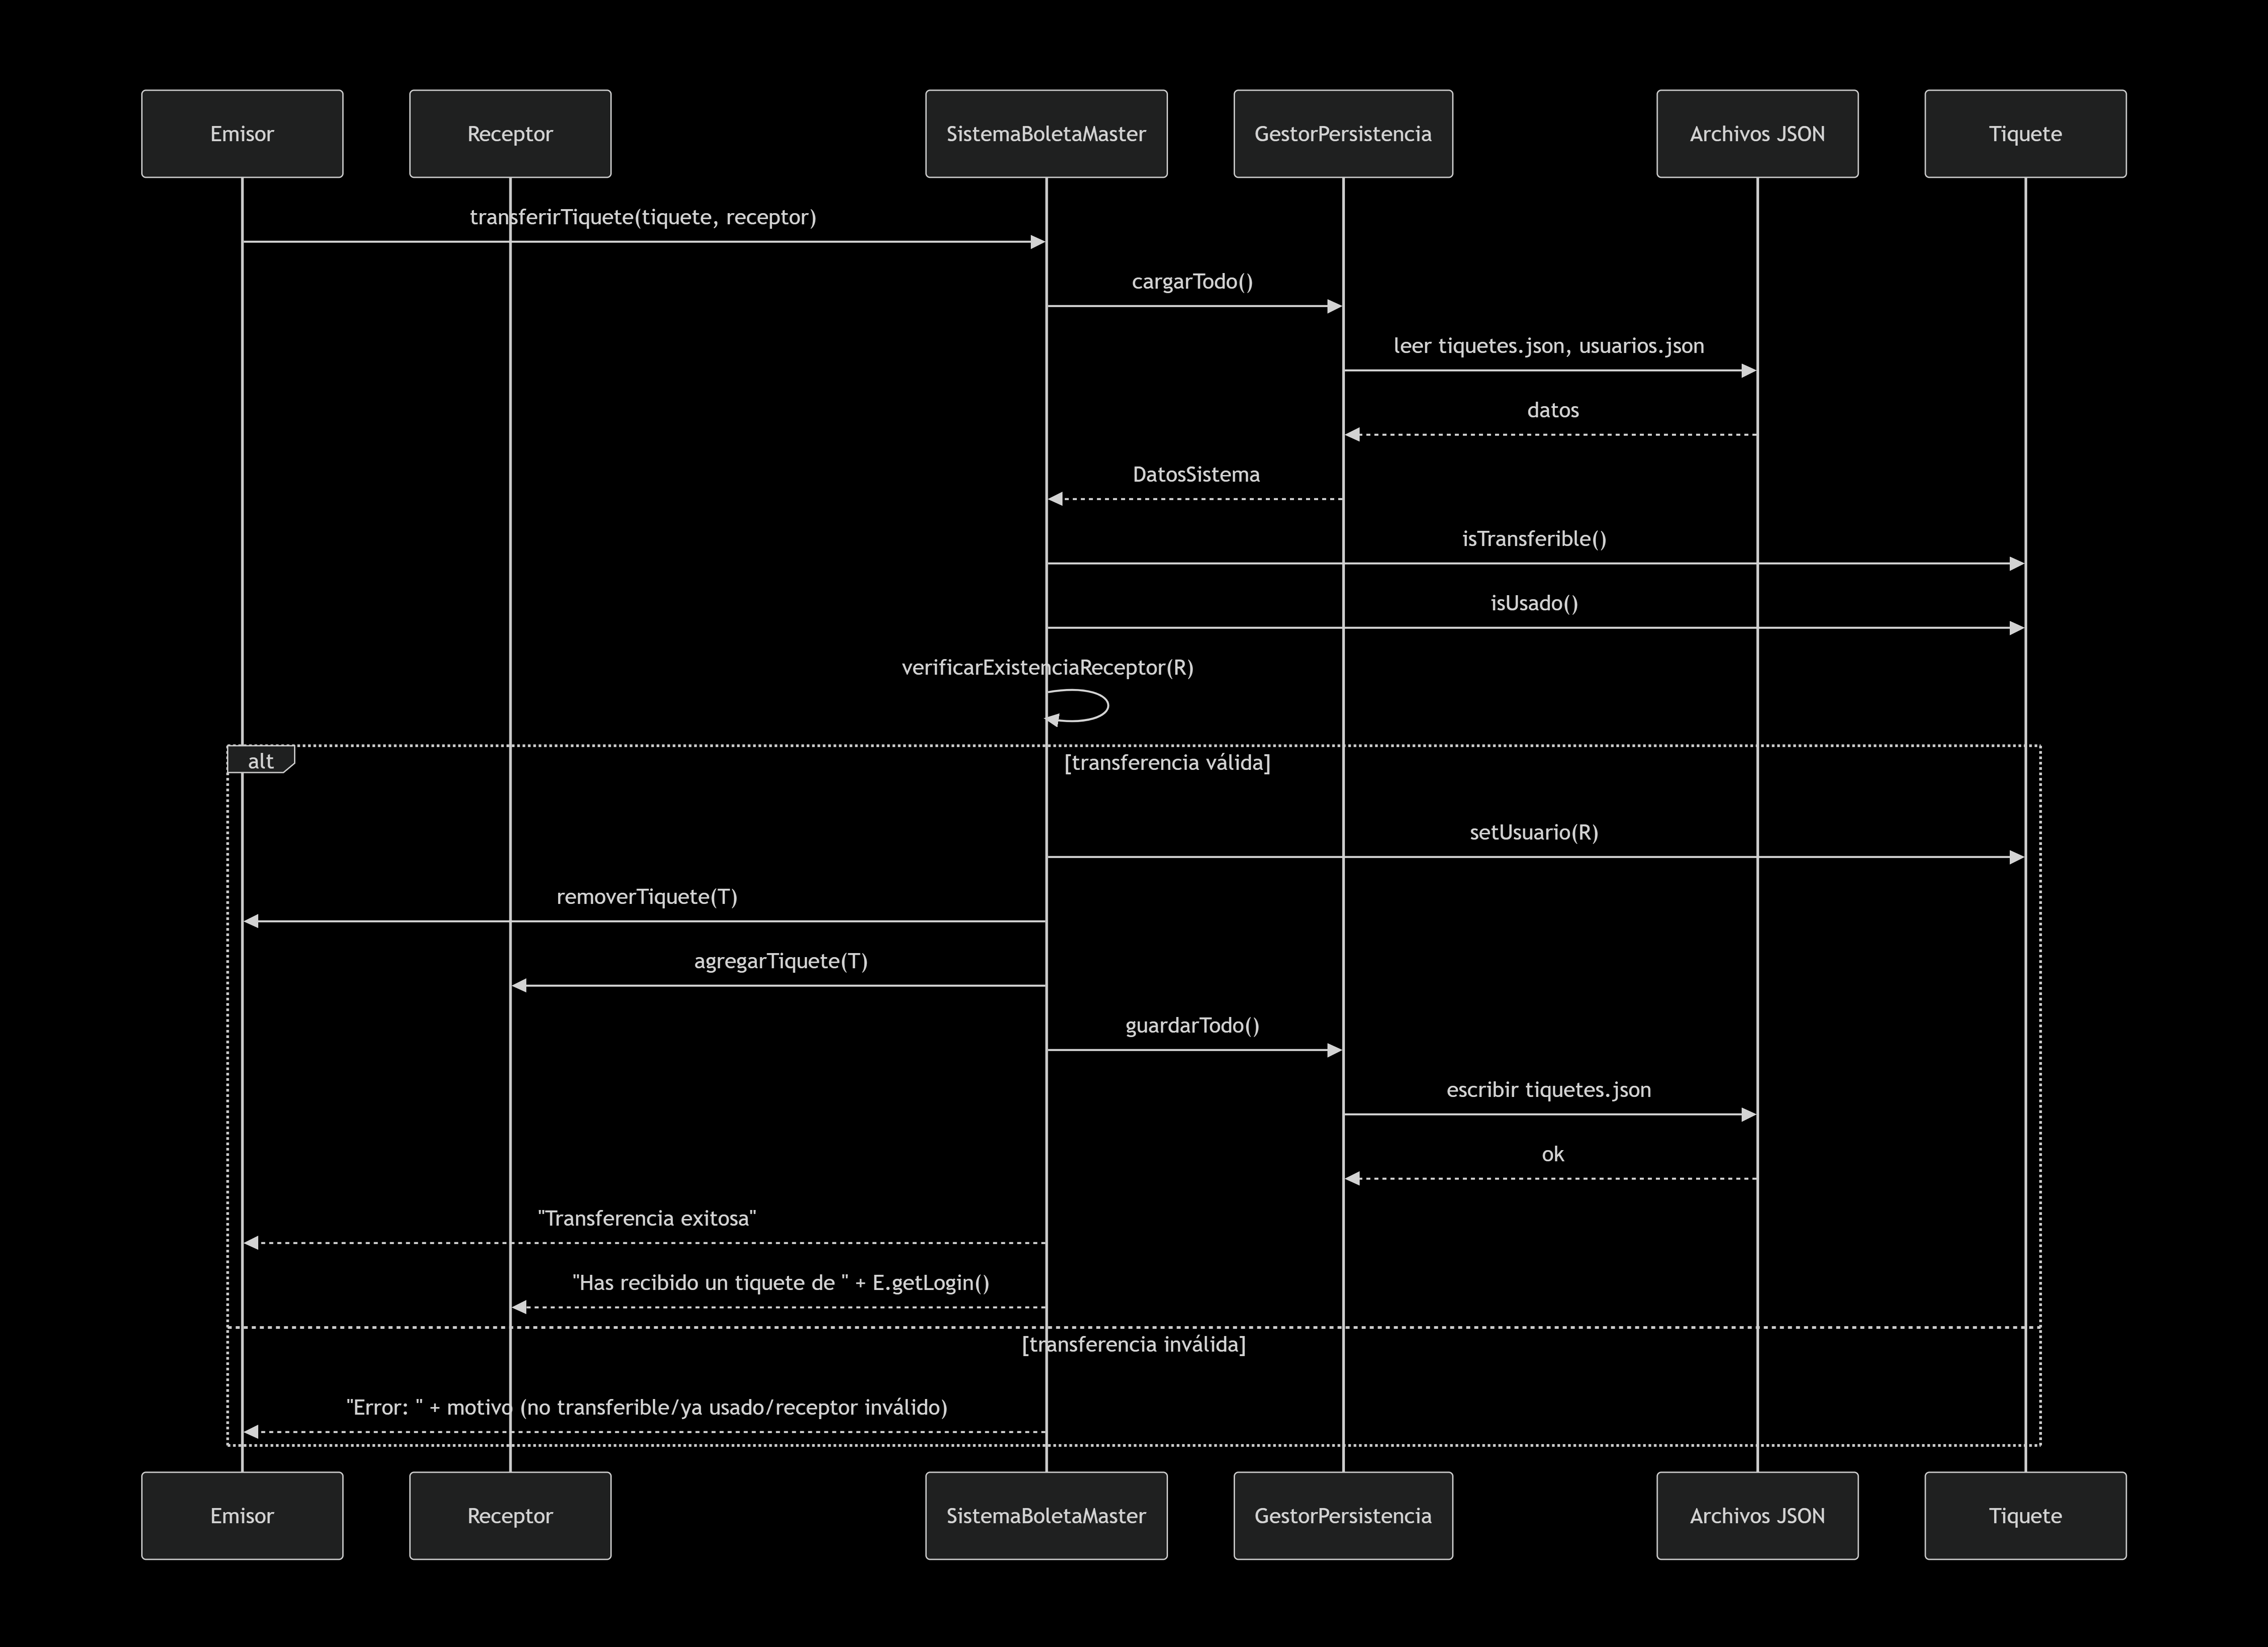 Emisor
Receptor
SistemaBoletaMaster
GestorPersistencia
Archivos JSON
Tiquete
transferirTiquete(tiquete, receptor)
cargarTodo()
leer tiquetes.json, usuarios.json
datos
DatosSistema
isTransferible()
isUsado()
verificarExistenciaReceptor(R)
alt
[transferencia válida]
setUsuario(R)
removerTiquete(T)
agregarTiquete(T)
guardarTodo()
escribir tiquetes.json
ok
"Transferencia exitosa"
"Has recibido un tiquete de " + E.getLogin()
[transferencia inválida]
"Error: " + motivo (no transferible/ya usado/receptor inválido)
Emisor
Receptor
SistemaBoletaMaster
GestorPersistencia
Archivos JSON
Tiquete